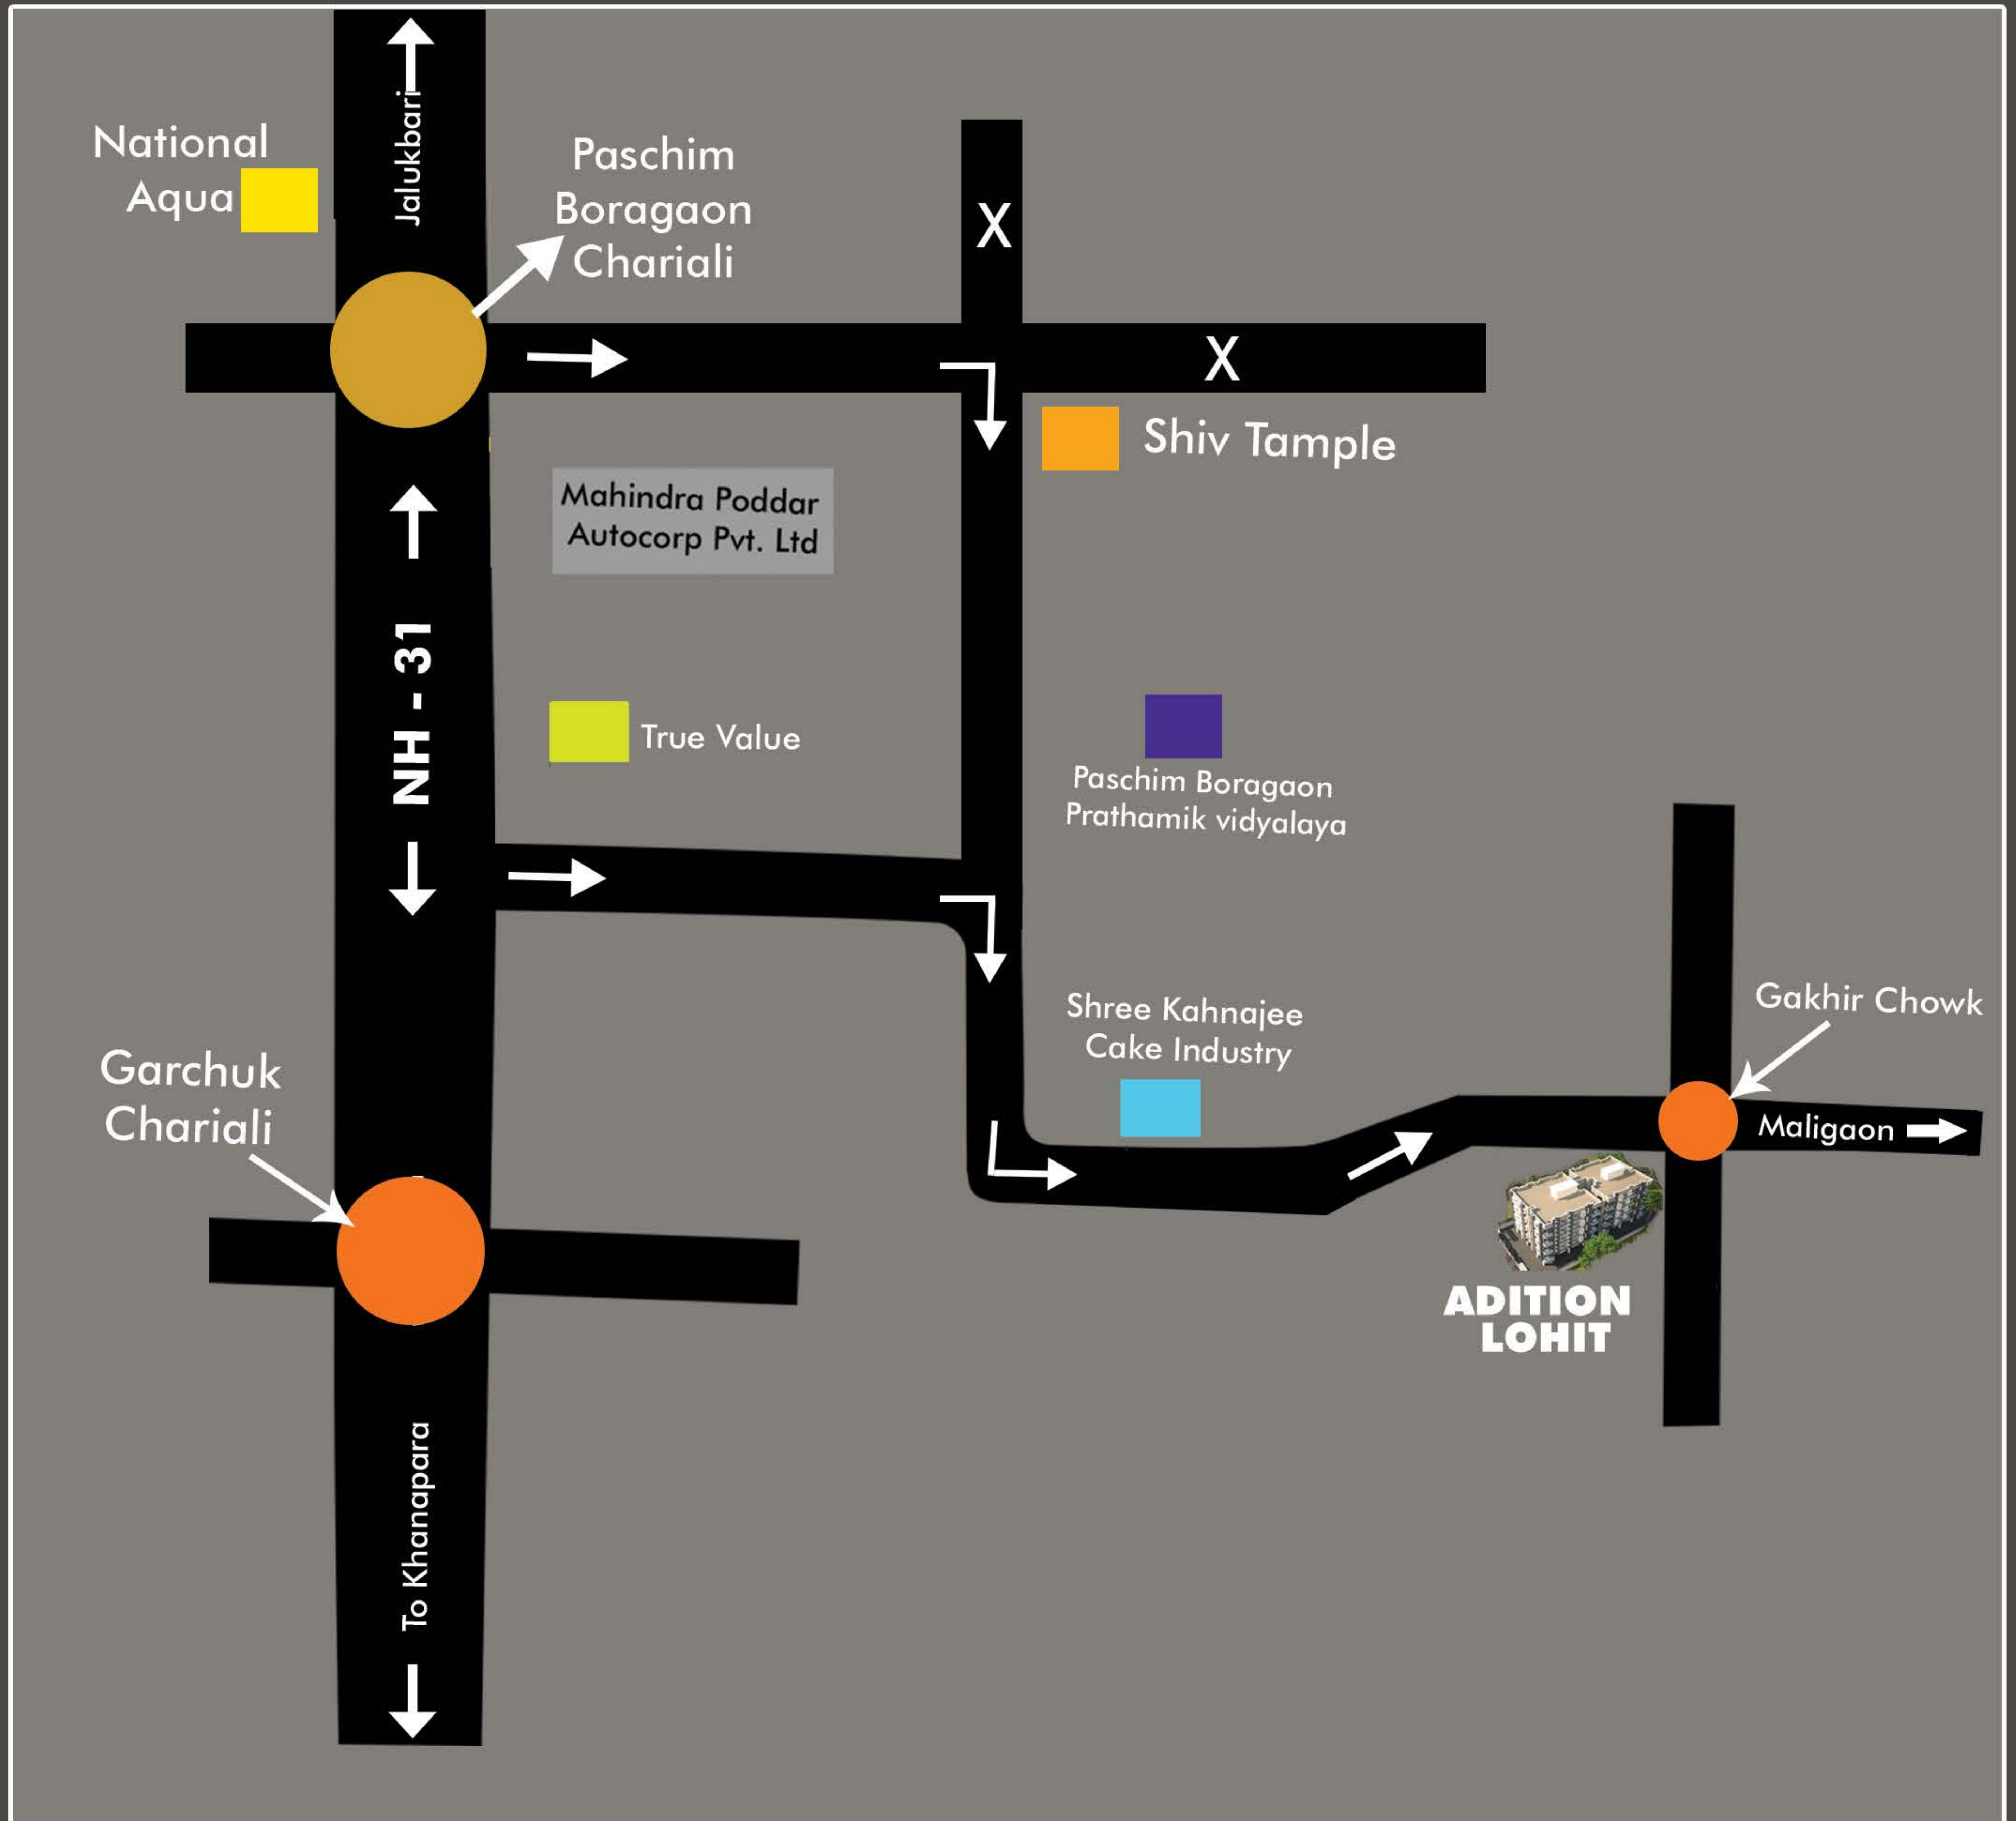 Jalukbari
National
Aqua
Paschim
Boragaon
Chariali
X
X
Shiv Tample
Mahindra Poddar
Autocorp Pvt. Ltd
NH - 31
True Value
Paschim Boragaon
Prathamik vidyalaya
Gakhir Chowk
Shree Kahnajee
Cake Industry
Garchuk
Chariali
Maligaon
ADITION
LOHIT
To Khanapara